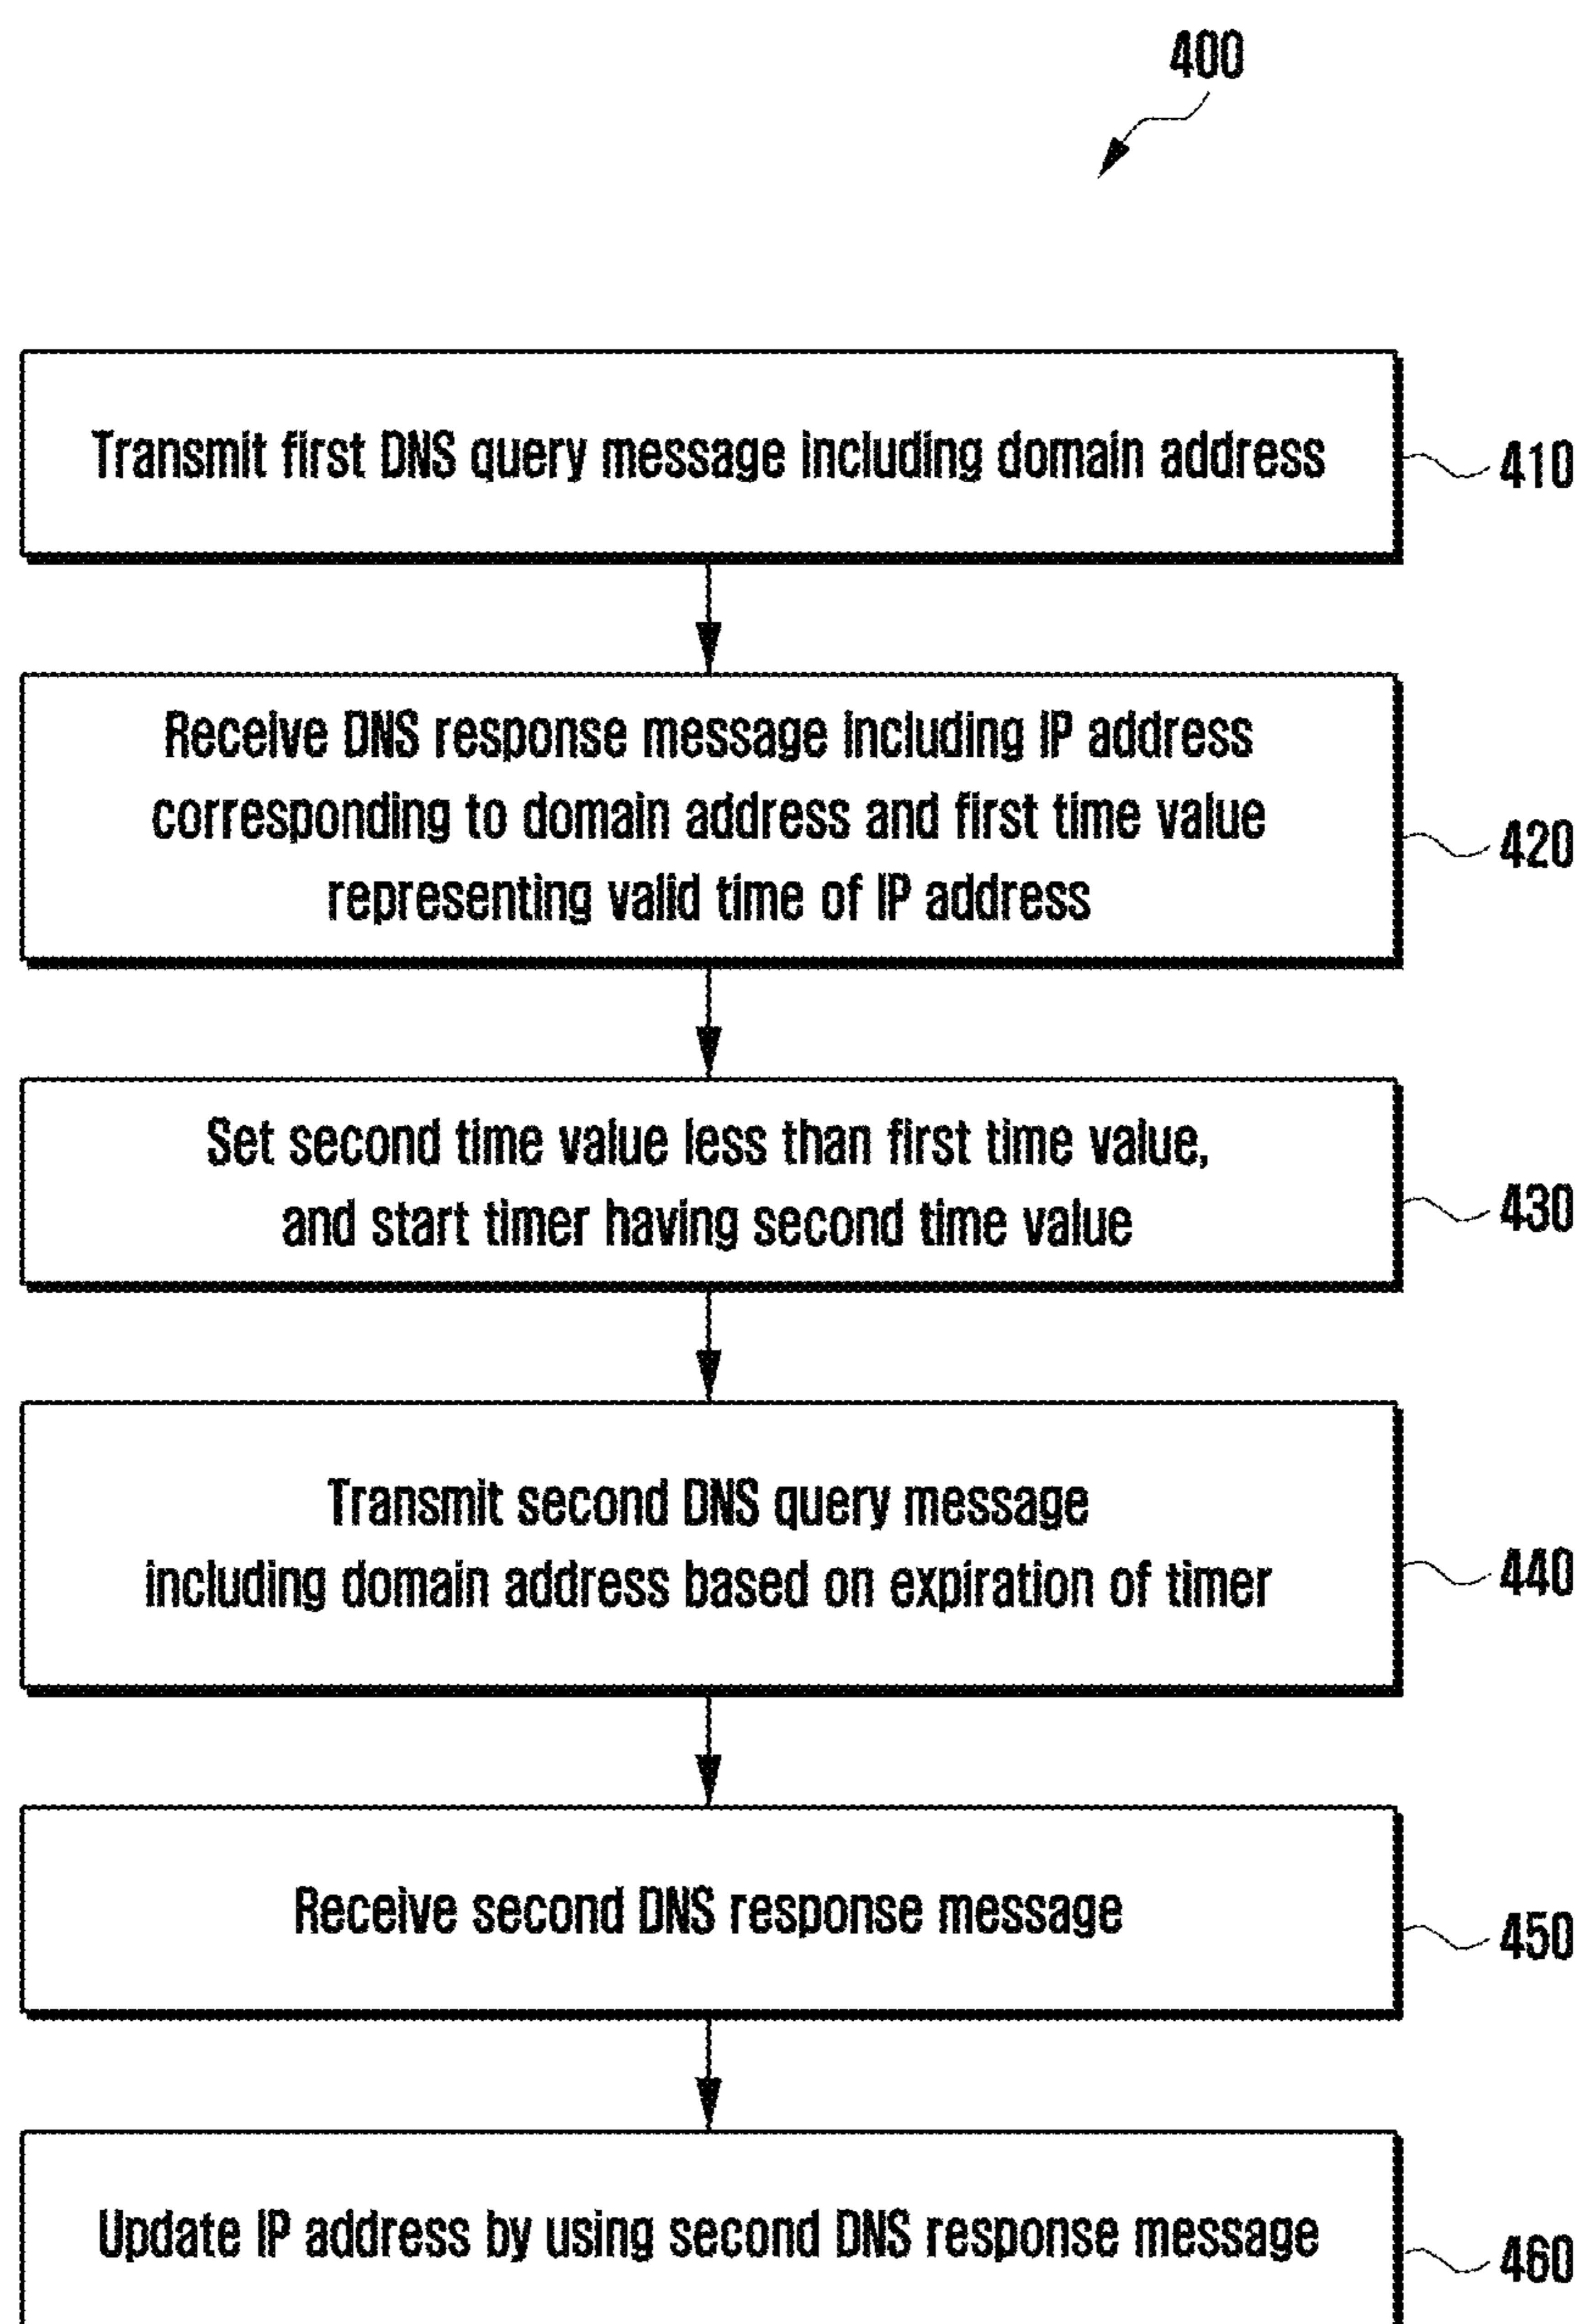 400
Transmit first DNS query message including domain address
410
Receive DNS response message including IP address
corresponding to domain address and first time value
representing valid time of IP address
420
Set second time value less than first time value,
and start timer having second time value
430
Transmit second DNS query message
including domain address based on expiration of timer
440
Receive second DNS response message
450
Update IP address by using second DNS response message
460